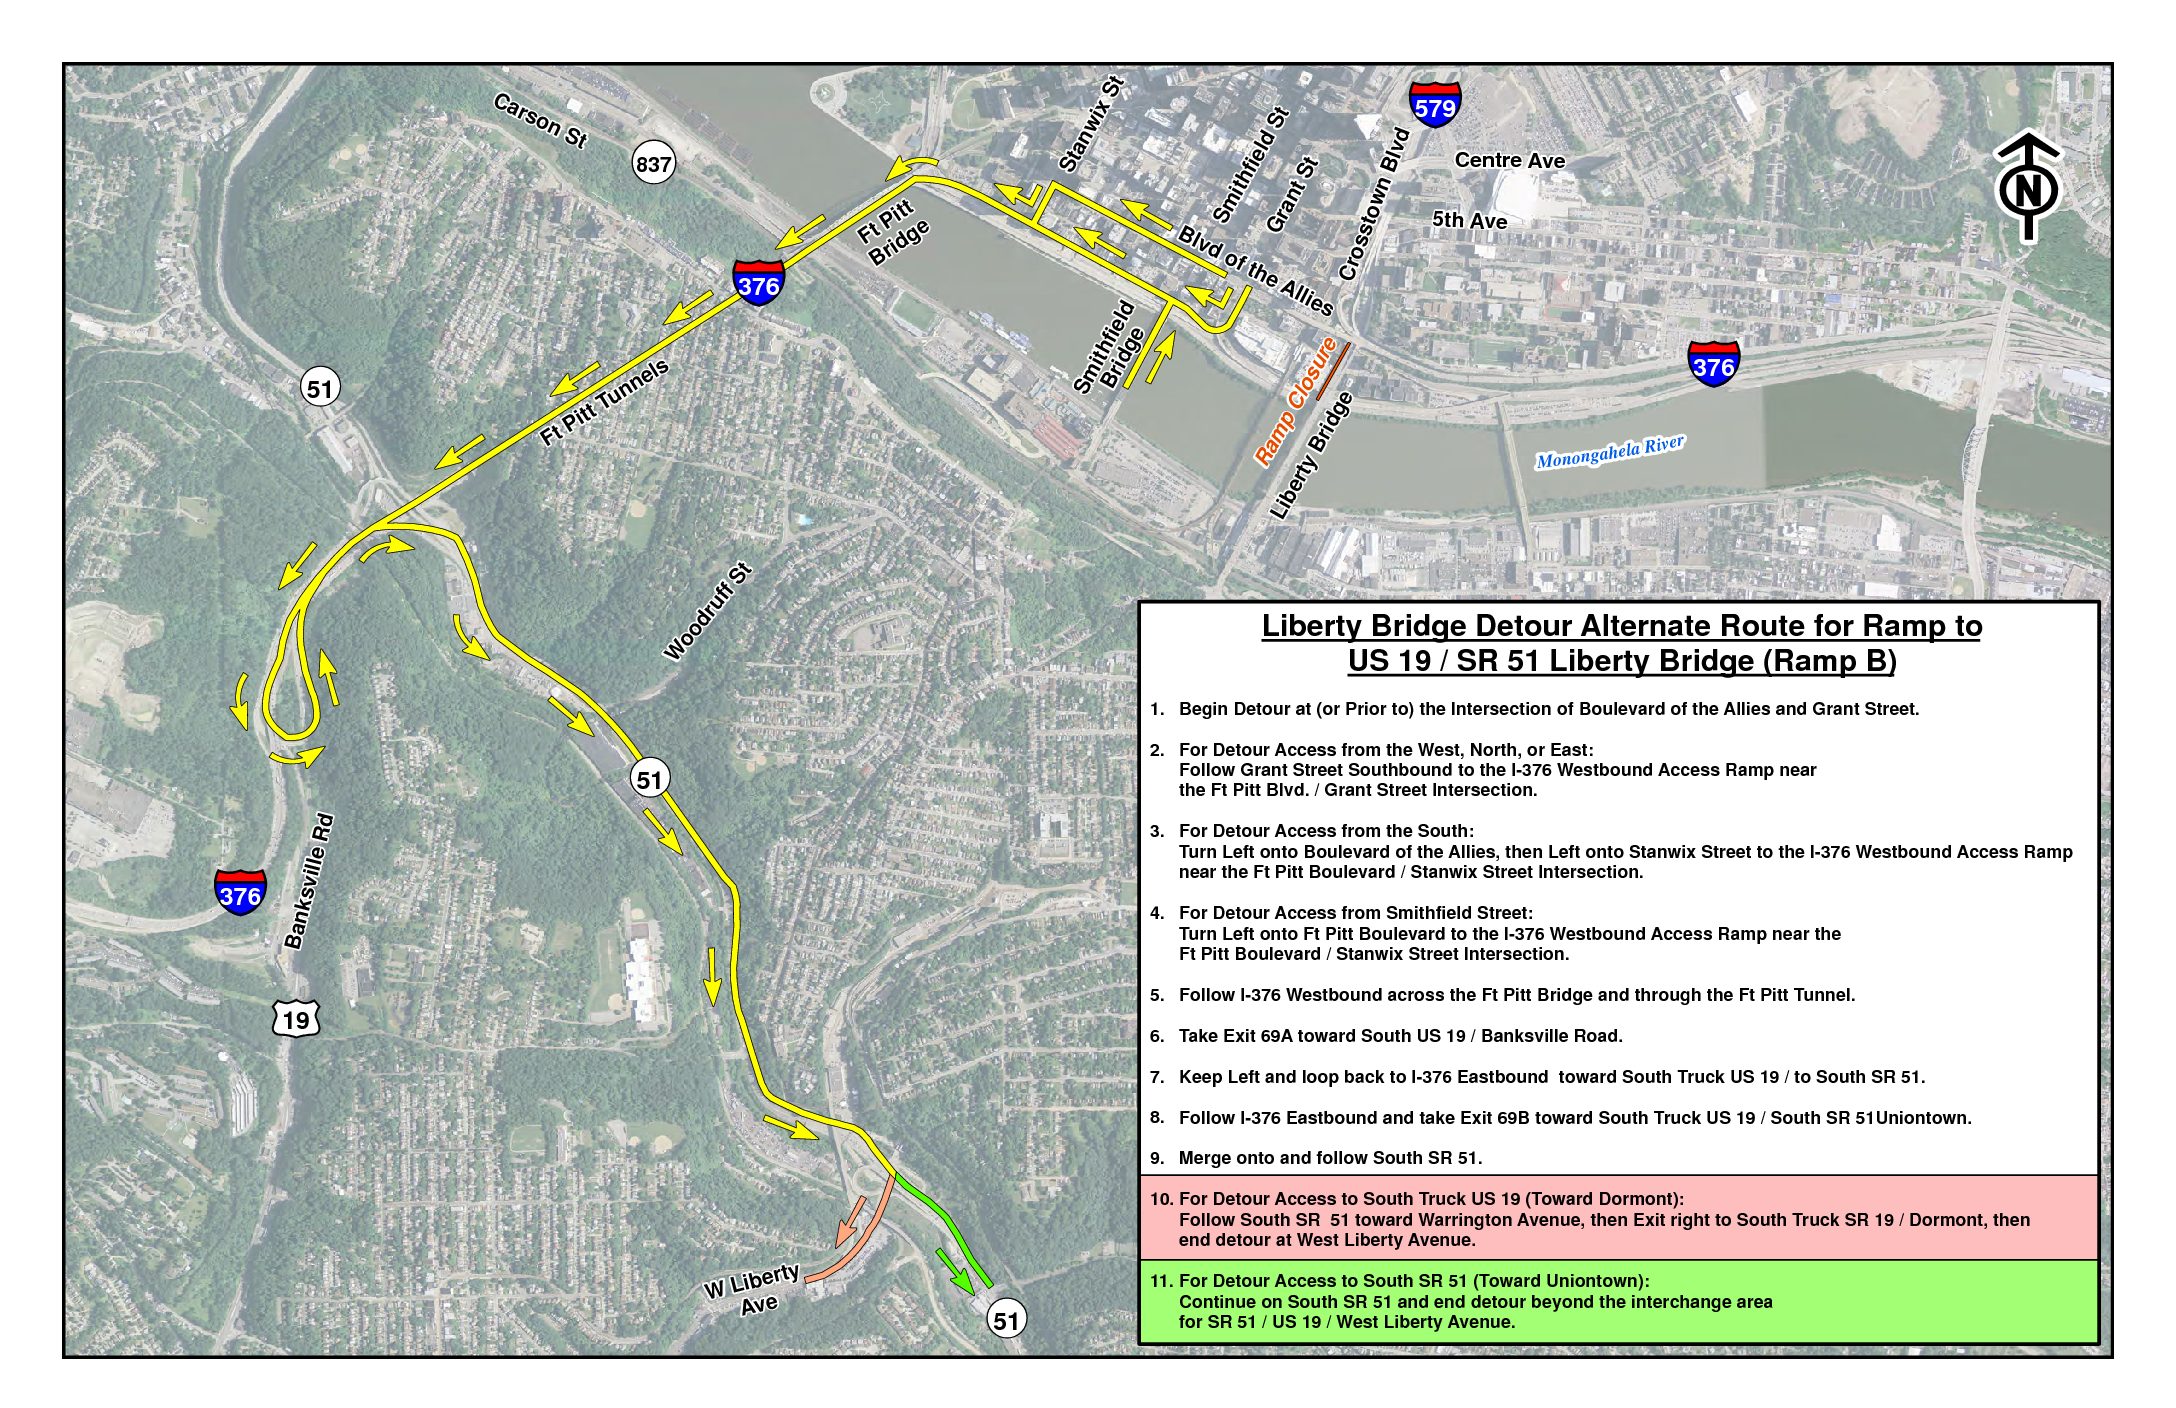 Carson St
837
Stanwix St
Smithfield St
Grant St
Crosstown Blvd
579
Centre Ave
5th Ave
N
Ft Pitt
Bridge
376
Blvd of the Allies
Smithfield
Bridge
Ramp Closure
Liberty Bridge
376
Monongahela River
51
Ft Pitt Tunnels
Woodruff St
51
376
Banksville Rd
19
W Liberty
Ave
51
Liberty Bridge Detour Alternate Route for Ramp to
US 19 / SR 51 Liberty Bridge (Ramp B)
1. Begin Detour at (or Prior to) the Intersection of Boulevard of the Allies and Grant Street.
2. For Detour Access from the West, North, or East:
Follow Grant Street Southbound to the I-376 Westbound Access Ramp near
the Ft Pitt Blvd. / Grant Street Intersection.
3. For Detour Access from the South:
Turn Left onto Boulevard of the Allies, then Left onto Stanwix Street to the I-376 Westbound Access Ramp
near the Ft Pitt Boulevard / Stanwix Street Intersection.
4. For Detour Access from Smithfield Street:
Turn Left onto Ft Pitt Boulevard to the I-376 Westbound Access Ramp near the
Ft Pitt Boulevard / Stanwix Street Intersection.
5. Follow I-376 Westbound across the Ft Pitt Bridge and through the Ft Pitt Tunnel.
6. Take Exit 69A toward South US 19 / Banksville Road.
7. Keep Left and loop back to I-376 Eastbound toward South Truck US 19 / to South SR 51.
8. Follow I-376 Eastbound and take Exit 69B toward South Truck US 19 / South SR 51Uniontown.
9. Merge onto and follow South SR 51.
10. For Detour Access to South Truck US 19 (Toward Dormont):
Follow South SR 51 toward Warrington Avenue, then Exit right to South Truck SR 19 / Dormont, then
end detour at West Liberty Avenue.
11. For Detour Access to South SR 51 (Toward Uniontown):
Continue on South SR 51 and end detour beyond the interchange area
for SR 51 / US 19 / West Liberty Avenue.